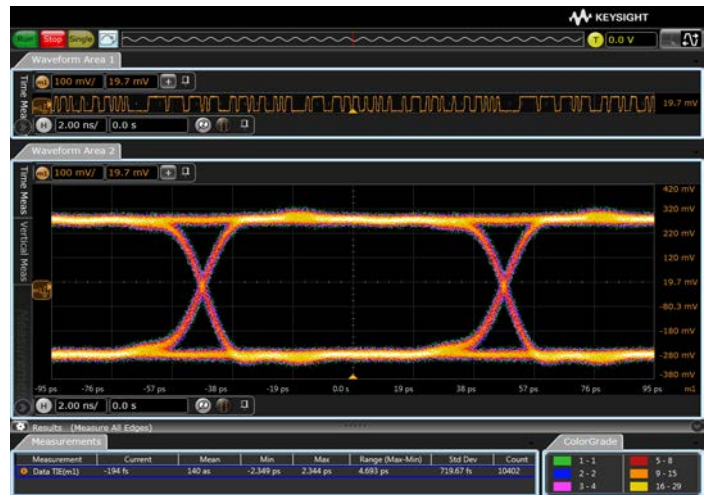 KEYSIGHT
Run Stop Single T 0.0 V
Waveform Area 1
m1 100 mV/ 19.7 mV +
Time Meas
19.7 mV
H 2.00 ns/ 0.0 s
Waveform Area 2
m1 100 mV/ 19.7 mV +
Time Meas
Vertical Meas
420 mV
320 mV
220 mV
120 mV
19.7 mV
-80.3 mV
-180 mV
-280 mV
-380 mV
-95 ps -76 ps -57 ps -38 ps -19 ps 0.0 s 19 ps 38 ps 57 ps 76 ps 95 ps m1
H 2.00 ns/ 0.0 s
Results (Measure All Edges)
Measurements
Measurement Current Mean Min Max Range (Max-Min) Std Dev Count
Data TIE(m1) -194 fs 140 as -2.349 ps 2.344 ps 4.693 ps 719.67 fs 10402
ColorGrade
1 - 1 5 - 8
2 - 2 9 - 15
3 - 4 16 - 29